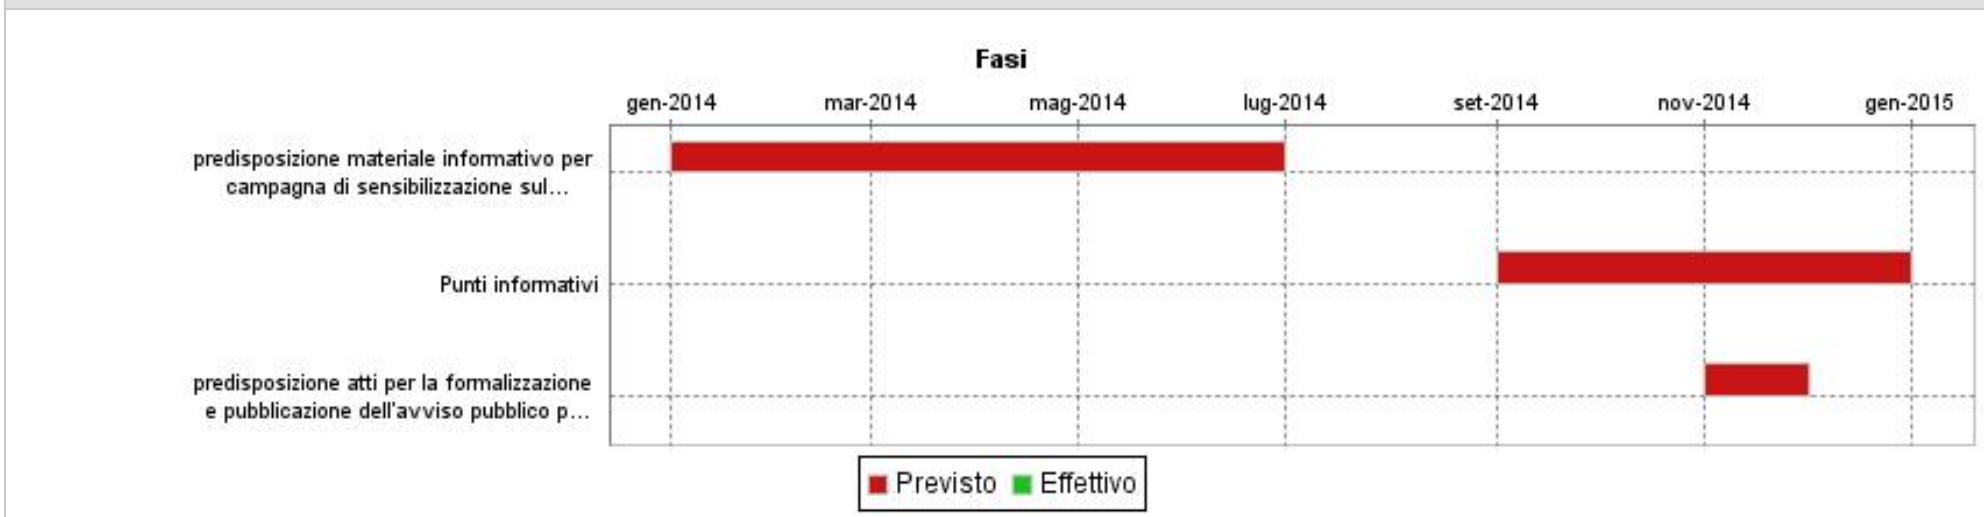 Fasi
gen-2014 mar-2014 mag-2014 lug-2014 set-2014 nov-2014 gen-2015
predisposizione materiale informativo per
campagna di sensibilizzazione sul...
Punti informativi
predisposizione atti per la formalizzazione
e pubblicazione dell'avviso pubblico p...
Previsto Effettivo